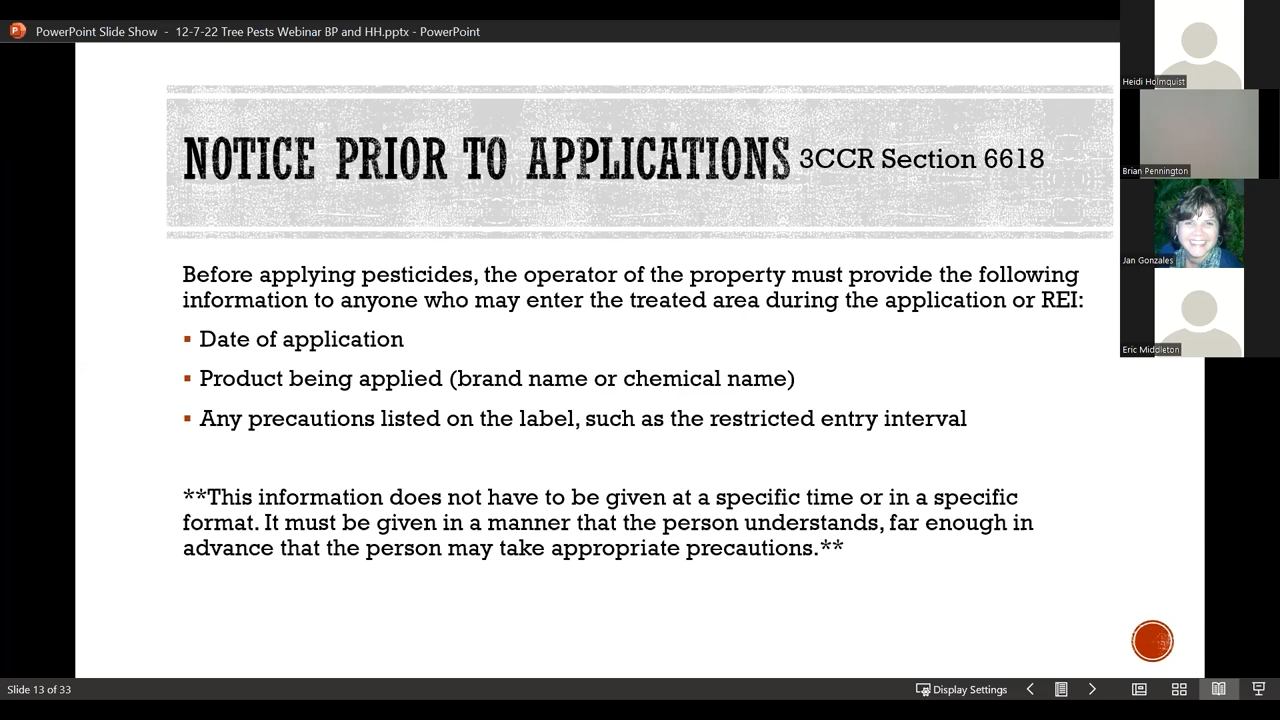 PowerPoint Slide Show - 12-7-22 Tree Pests Webinar BP and HH.pptx - PowerPoint
Heidi Holmquist
Brian Pennington
Jan Gonzales
Eric Middleton
NOTICE PRIOR TO APPLICATIONS 3CCR Section 6618
Before applying pesticides, the operator of the property must provide the following
information to anyone who may enter the treated area during the application or REI:
▪ Date of application
▪ Product being applied (brand name or chemical name)
▪ Any precautions listed on the label, such as the restricted entry interval
**This information does not have to be given at a specific time or in a specific
format. It must be given in a manner that the person understands, far enough in
advance that the person may take appropriate precautions.**
Slide 13 of 33
Display Settings